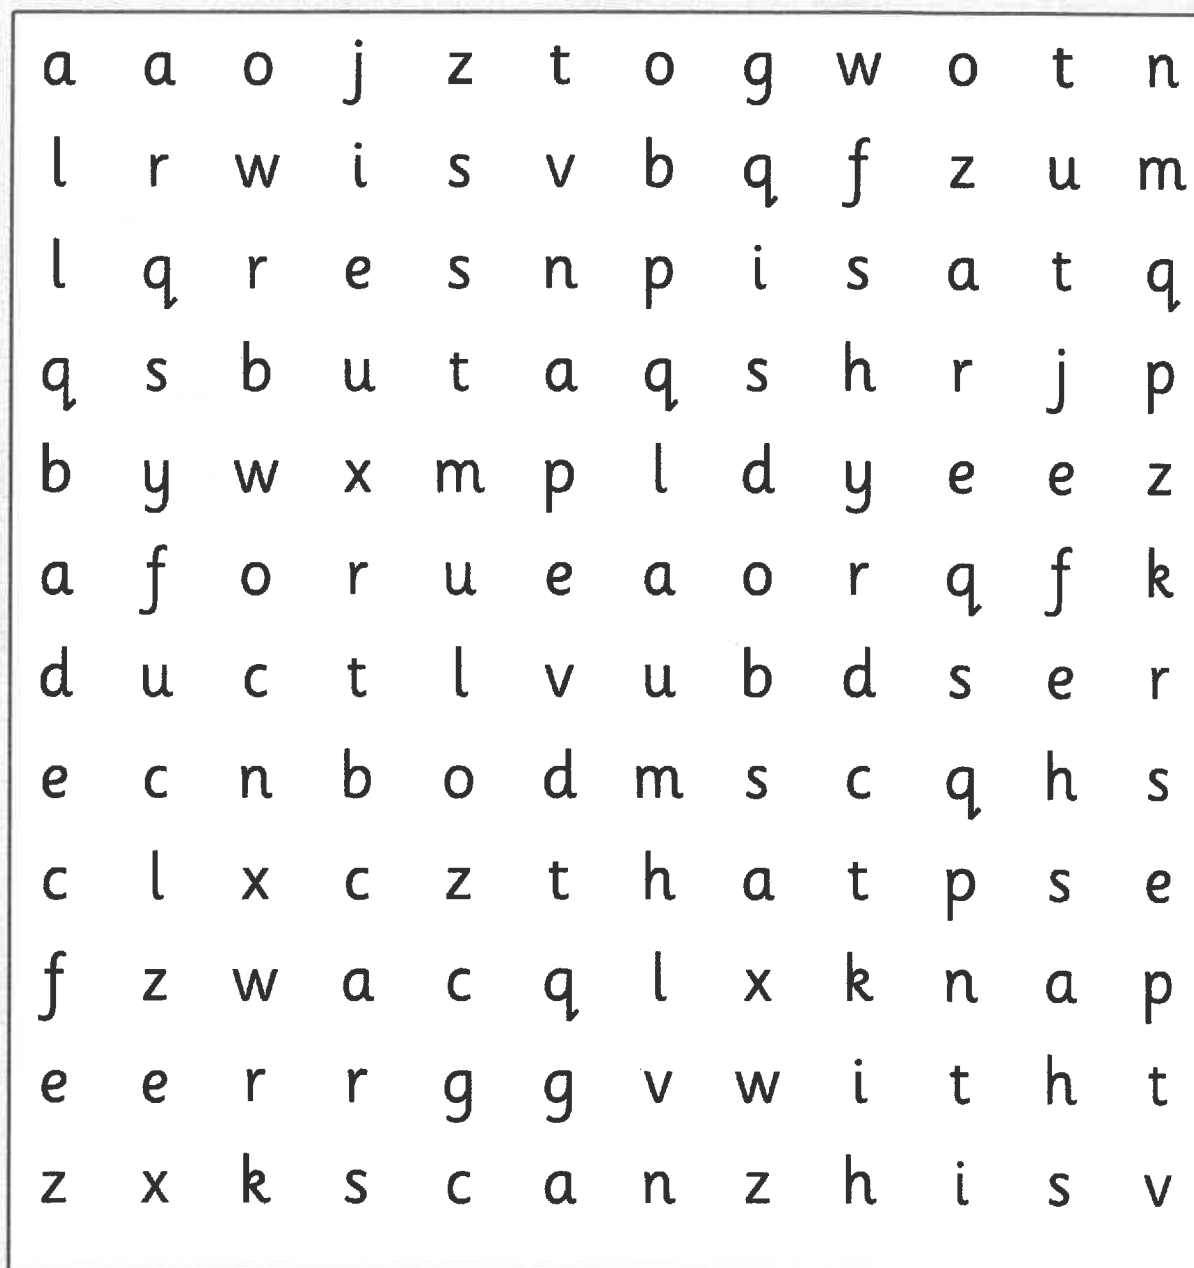 a a o j z t o g w o t n
l r w i s v b q f z u m
l q r e s n p i s a t q
q s b u t a q s h r j p
b y w x m p l d y e e z
a f o r u e a o r q f k
d u c t l v u b d s e r
e c n b o d m s c q h s
c l x c z t h a t p s e
f z w a c q l x k n a p
e e r r g g v w i t h t
z x k s c a n z h i s v